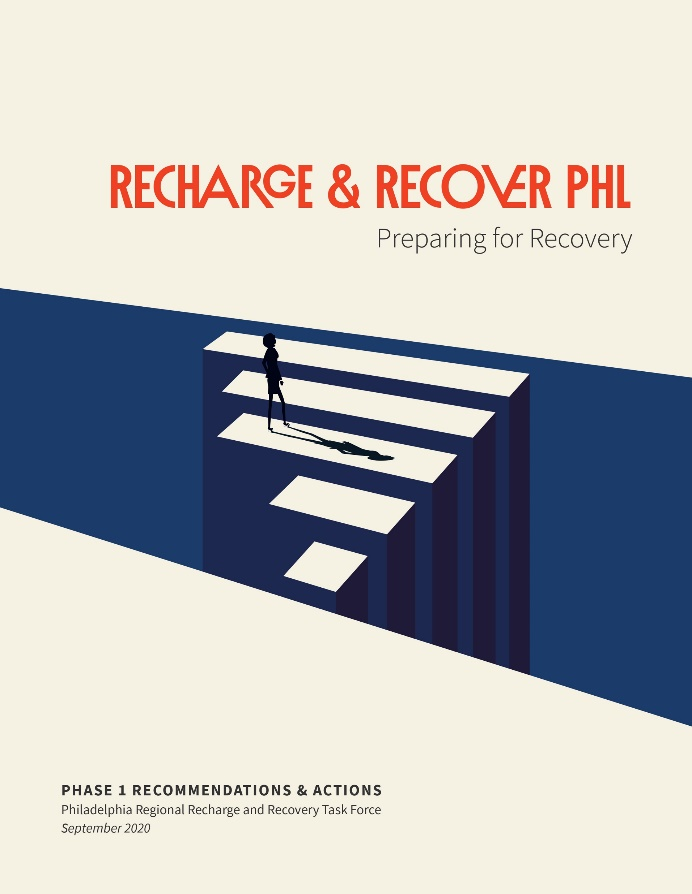 RECHARGE & RECOVER PHL
Preparing for Recovery
PHASE 1 RECOMMENDATIONS & ACTIONS
Philadelphia Regional Recharge and Recovery Task Force
September 2020